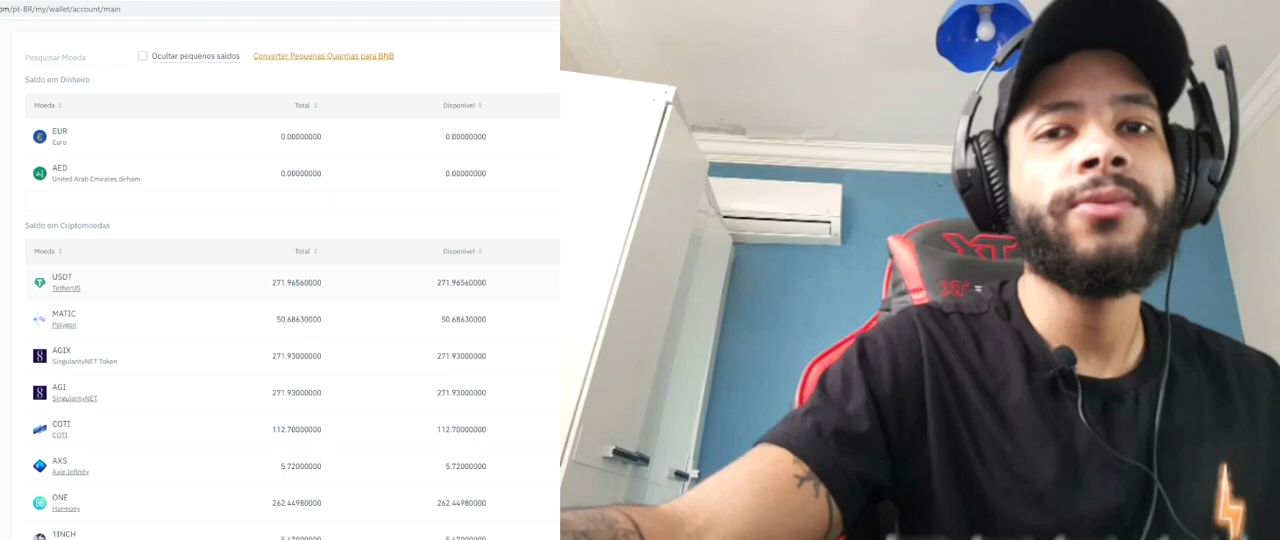 om/pt-BR/my/wallet/account/main
Pesquisar Moeda
Ocultar pequenos saldos
Converter Pequenas Quantias para BNB
Saldo em Dinheiro
Moeda Total Disponível
EUR
Euro
0.00000000 0.00000000
AED
United Arab Emirates dirham
0.00000000 0.00000000
Saldo em Criptomoedas
Moeda Total Disponível
USDT
TetherUS
271.96560000 271.96560000
MATIC
Polygon
50.68630000 50.68630000
AGIX
SingularityNET Token
271.93000000 271.93000000
AGI
SingularityNET
271.93000000 271.93000000
COTI
COTI
112.70000000 112.70000000
AXS
Axie Infinity
5.72000000 5.72000000
ONE
Harmony
262.44980000 262.44980000
1INCH